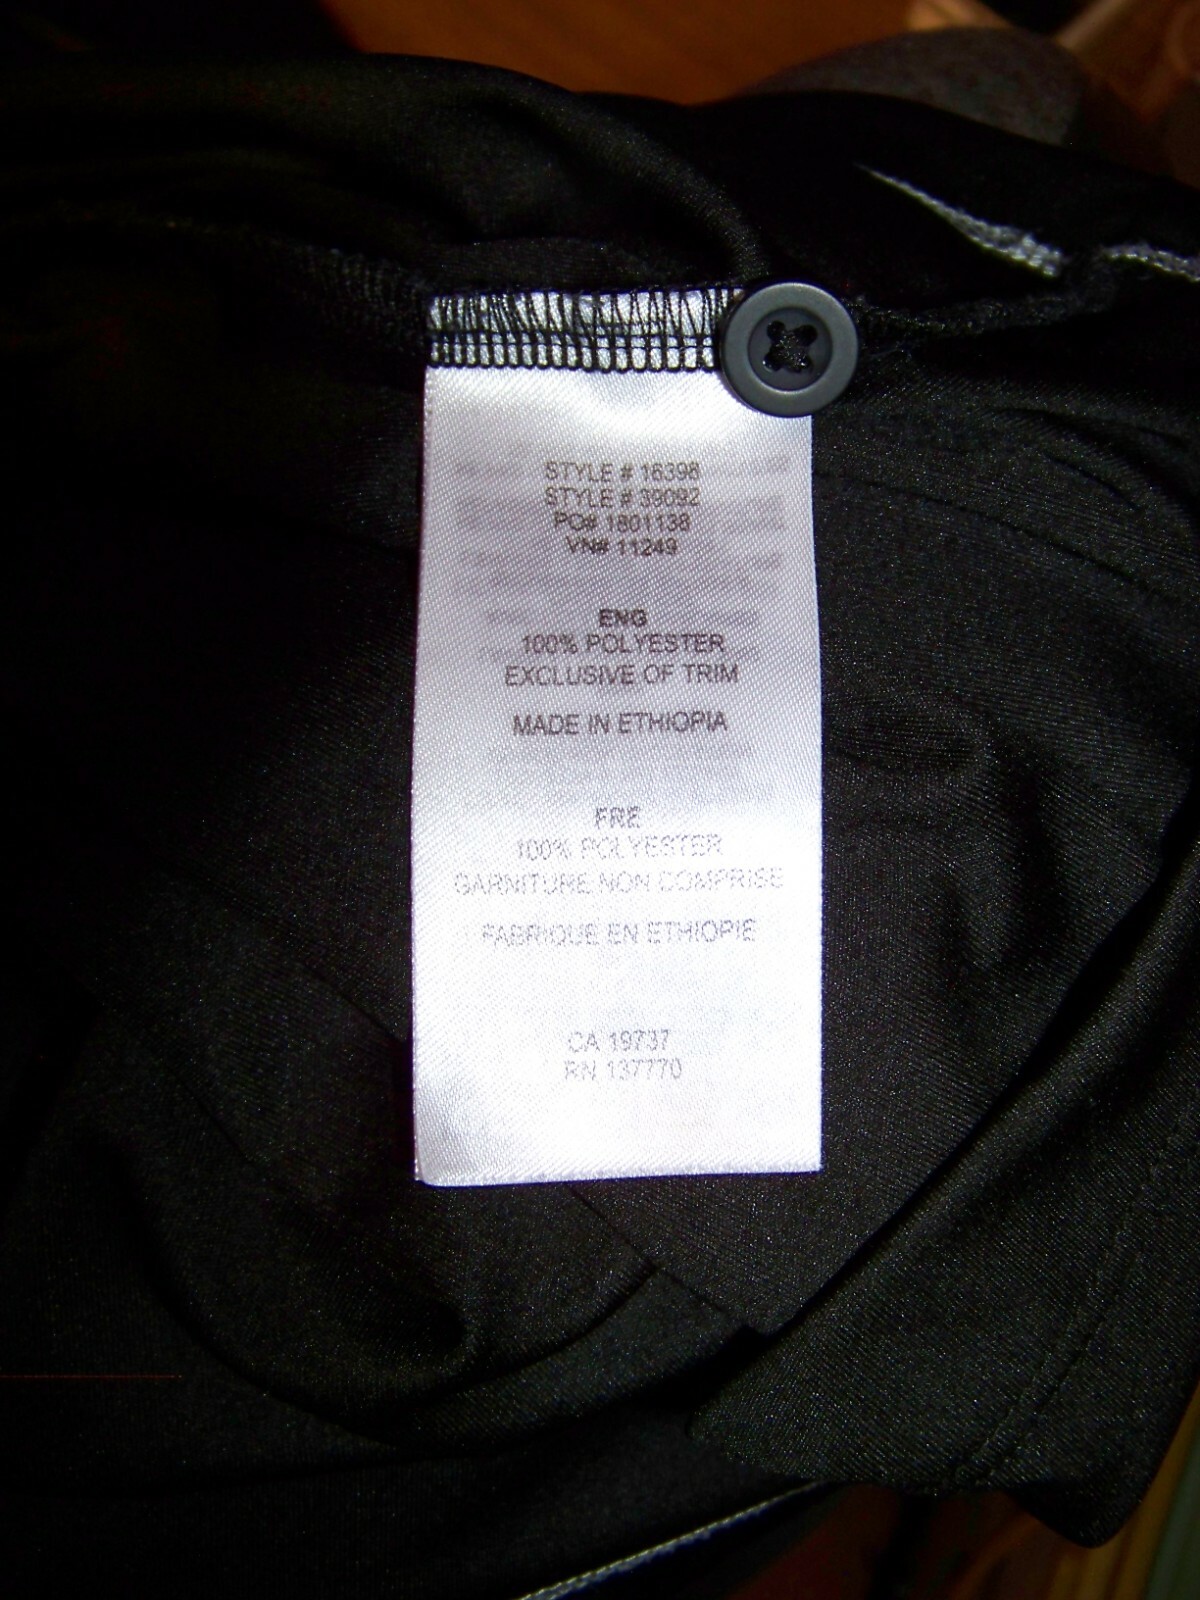 STYLE # 16398
STYLE # 39092
PO# 1801138
VN# 11249
ENG
100% POLYESTER
EXCLUSIVE OF TRIM
MADE IN ETHIOPIA
FRE
100% POLYESTER
GARNITURE NON COMPRISE
FABRIQUE EN ETHIOPIE
CA 19737
RN 137770